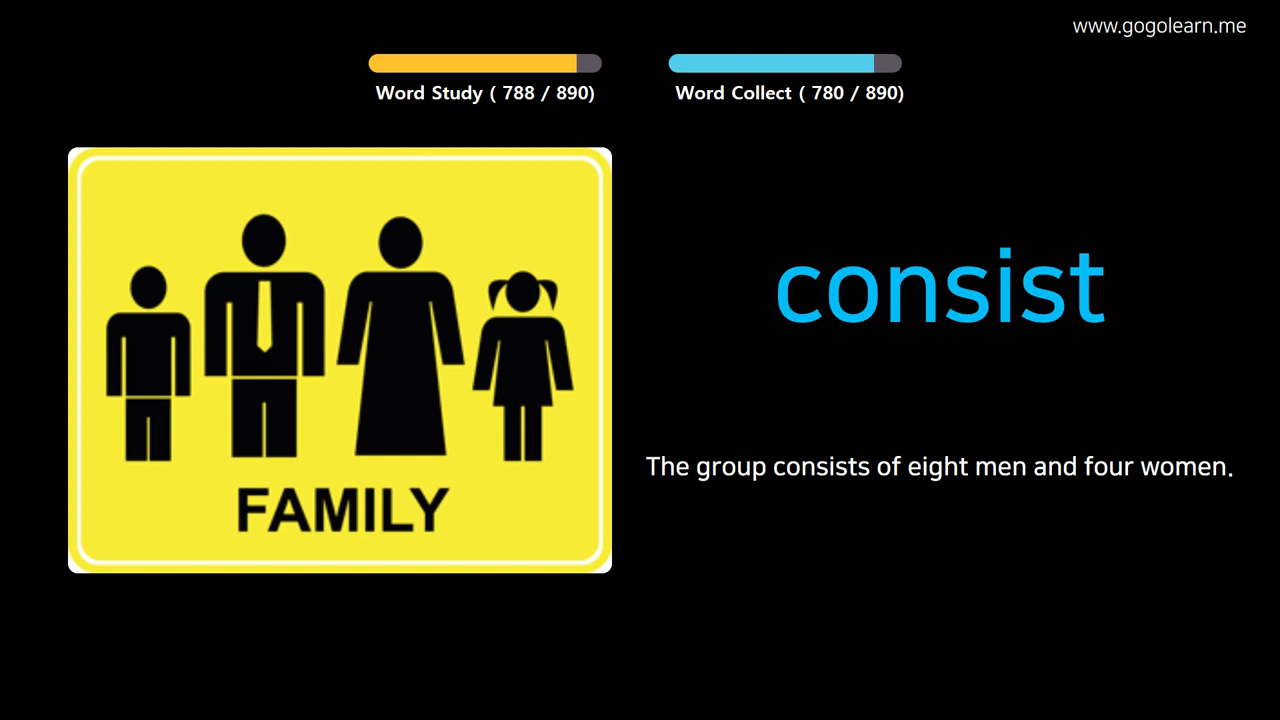 www.gogolearn.me
Word Study ( 788 / 890)
Word Collect ( 780 / 890)
consist
The group consists of eight men and four women.
FAMILY